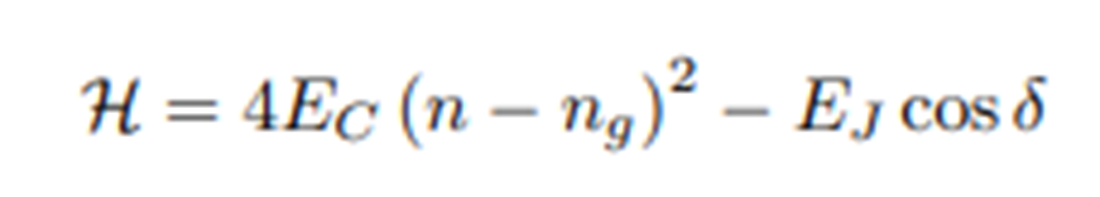 ℋ = 4E_C (n − n_g)² − E_J cos δ